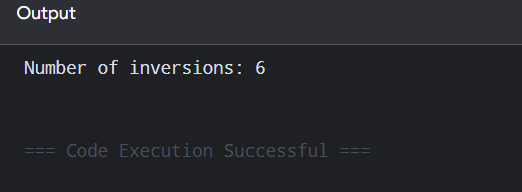 Output
Number of inversions: 6
=== Code Execution Successful ===